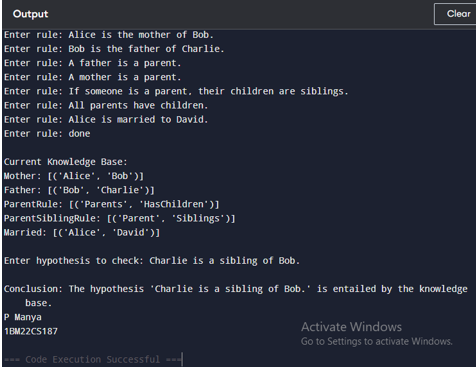 Output
Clear
Enter rule: Alice is the mother of Bob.
Enter rule: Bob is the father of Charlie.
Enter rule: A father is a parent.
Enter rule: A mother is a parent.
Enter rule: If someone is a parent, their children are siblings.
Enter rule: All parents have children.
Enter rule: Alice is married to David.
Enter rule: done
Current Knowledge Base:
Mother: [('Alice', 'Bob')]
Father: [('Bob', 'Charlie')]
ParentRule: [('Parents', 'HasChildren')]
ParentSiblingRule: [('Parent', 'Siblings')]
Married: [('Alice', 'David')]
Enter hypothesis to check: Charlie is a sibling of Bob.
Conclusion: The hypothesis 'Charlie is a sibling of Bob.' is entailed by the knowledge
base.
P Manya
1BM22CS187
Activate Windows
Go to Settings to activate Windows.
=== Code Execution Successful ===